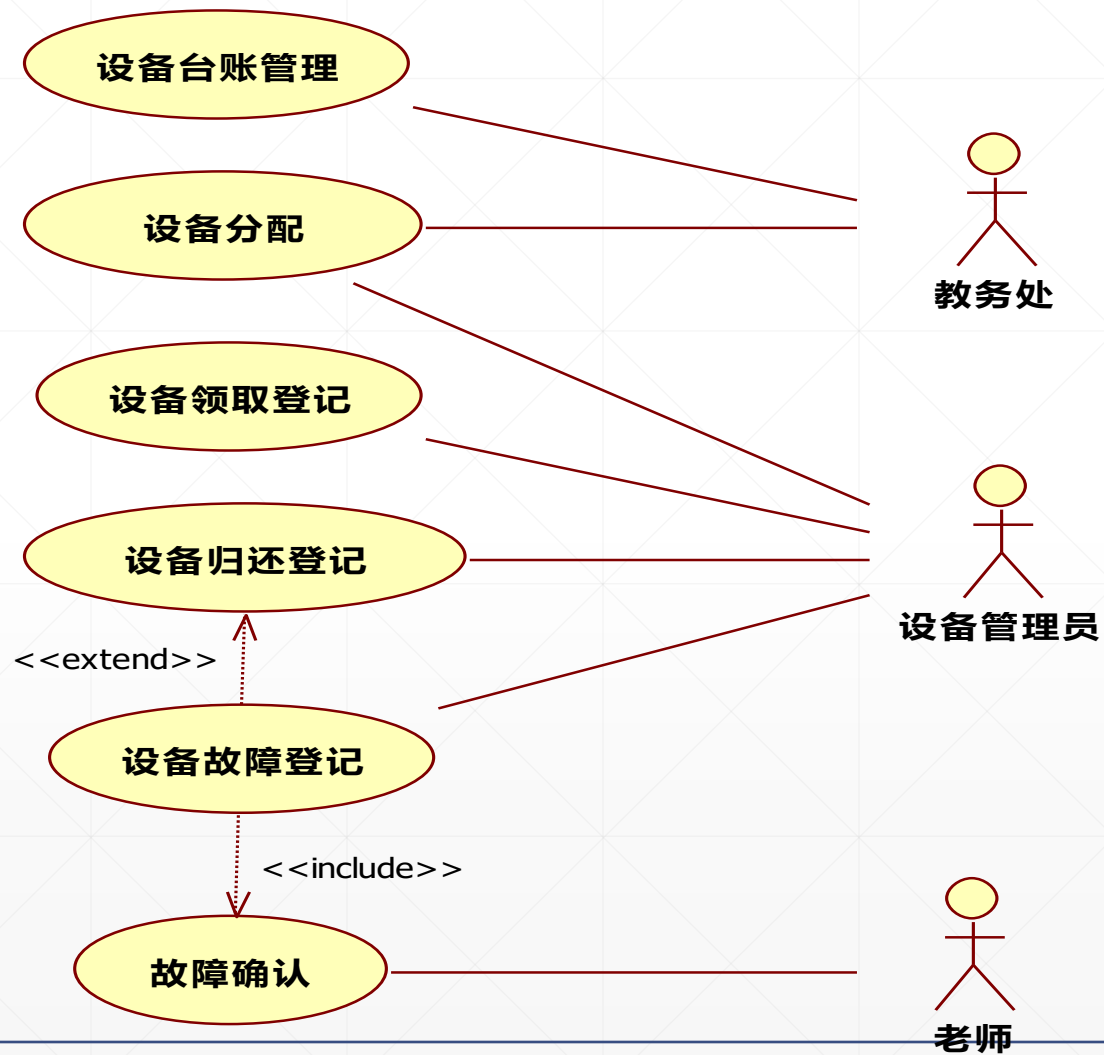 设备台账管理
设备分配
教务处
设备领取登记
设备归还登记
设备管理员
<<extend>>
设备故障登记
<<include>>
故障确认
老师